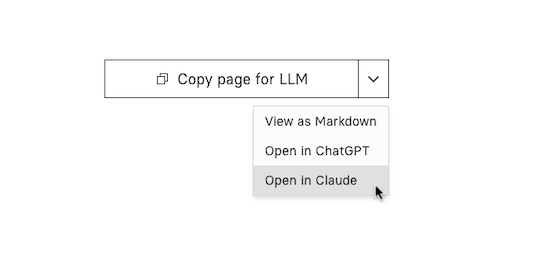 Copy page for LLM
View as Markdown
Open in ChatGPT
Open in Claude